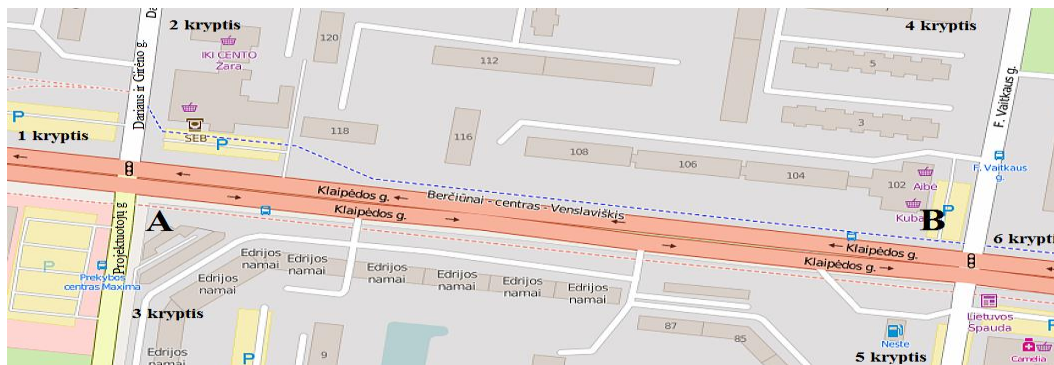 2 kryptis
Da
4 kryptis
120
IKI CENTO
Žara
112
5
Dariaus ir Girėno g.
F. Vaitkaus g.
P
1 kryptis
SEB
P
118
116
3
108
106
104
102
F. Vaitkaus
g.
Aibė
Kuba
P
Klaipėdos g.
Berčiūnai - centras - Venslaviškis
Klaipėdos g.
A
B
6 krypti
Klaipėdos g.
Klaipėdos g.
Projektuotojų g
P
Prekybos
centras Maxima
Edrijos
namai
Edrijos
namai
Edrijos
namai
Edrijos
namai
Edrijos
namai
Edrijos
namai
Edrijos
namai
3 kryptis
Edrijos
namai
P
9
87
85
Neste
Lietuvos
Spauda
P
5 kryptis
Camelia